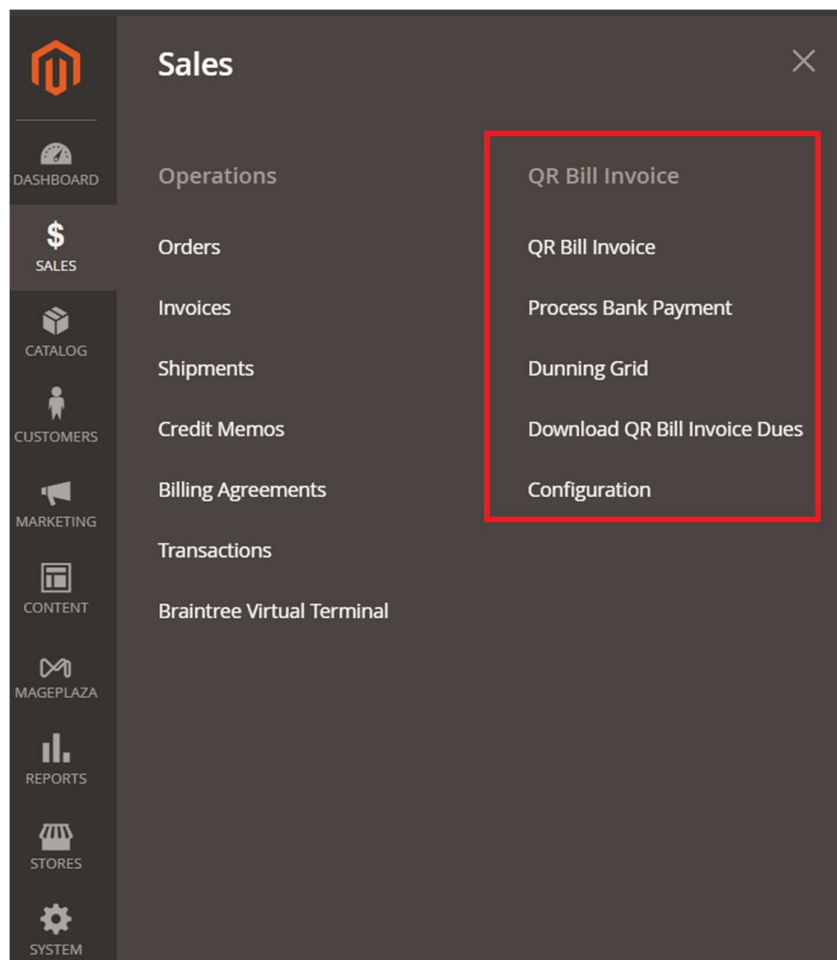 DASHBOARD
SALES
CATALOG
CUSTOMERS
MARKETING
CONTENT
MAGEPLAZA
REPORTS
STORES
SYSTEM
Sales
Operations
Orders
Invoices
Shipments
Credit Memos
Billing Agreements
Transactions
Braintree Virtual Terminal
QR Bill Invoice
QR Bill Invoice
Process Bank Payment
Dunning Grid
Download QR Bill Invoice Dues
Configuration